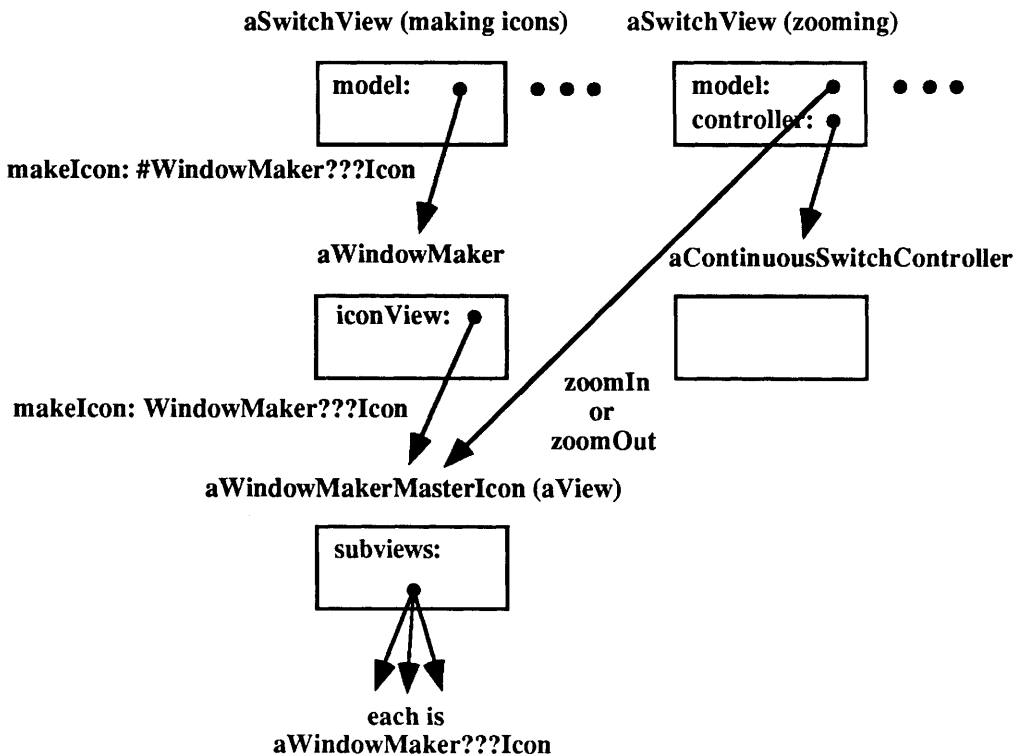 aSwitchView (making icons)
aSwitchView (zooming)
model:
model:
controller:
makeIcon: #WindowMaker???Icon
aWindowMaker
aContinuousSwitchController
iconView:
makeIcon: WindowMaker???Icon
zoomIn
or
zoomOut
aWindowMakerMasterIcon (aView)
subviews:
each is
aWindowMaker???Icon